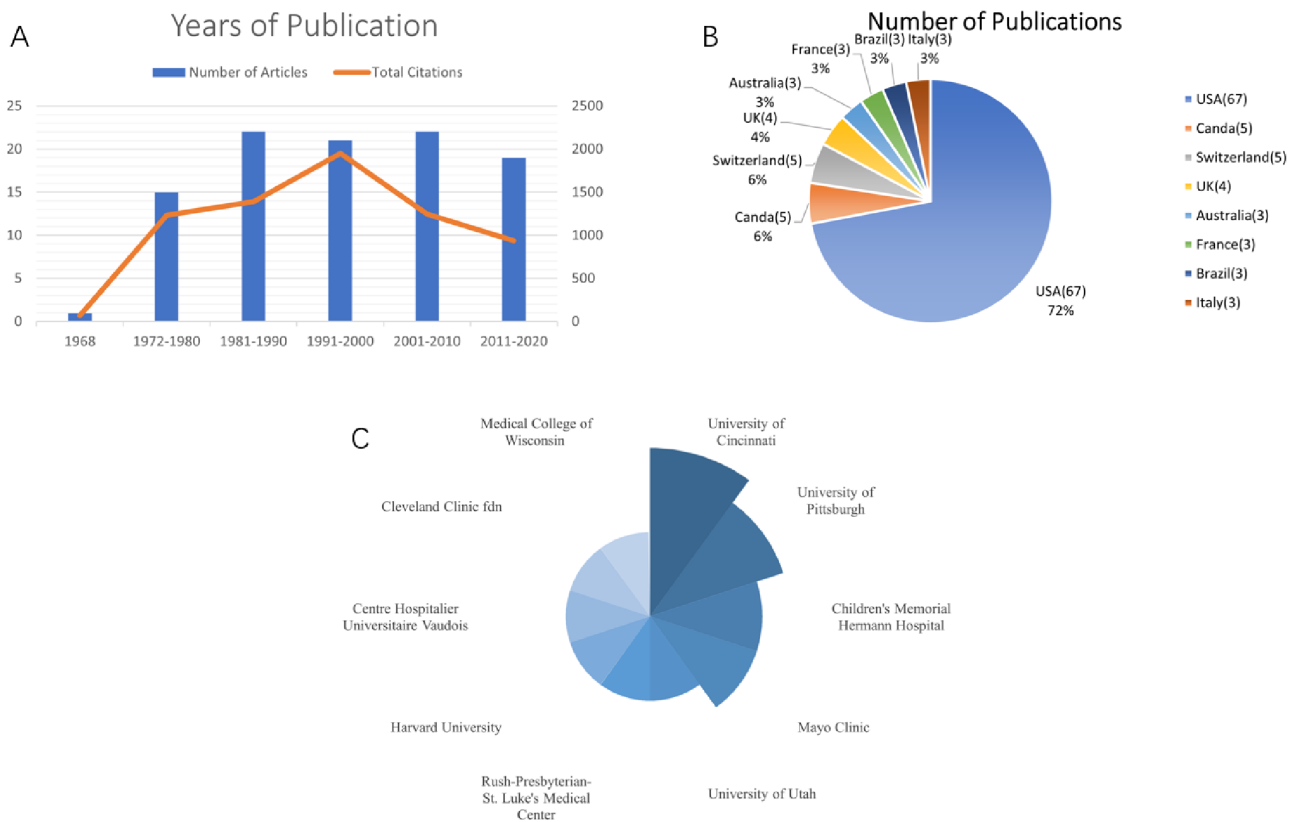 A
Years of Publication
Number of Articles
Total Citations
25
20
15
10
5
0
2500
2000
1500
1000
500
0
1968
1972-1980
1981-1990
1991-2000
2001-2010
2011-2020
B
Number of Publications
Brazil(3)
3%
Italy(3)
3%
France(3)
3%
Australia(3)
3%
UK(4)
4%
Switzerland(5)
6%
Canda(5)
6%
USA(67)
72%
USA(67)
Canda(5)
Switzerland(5)
UK(4)
Australia(3)
France(3)
Brazil(3)
Italy(3)
C
Medical College of
Wisconsin
University of
Cincinnati
Cleveland Clinic fdn
University of
Pittsburgh
Centre Hospitalier
Universitaire Vaudois
Children's Memorial
Hermann Hospital
Harvard University
Mayo Clinic
Rush-Presbyterian-
St. Luke's Medical
Center
University of Utah